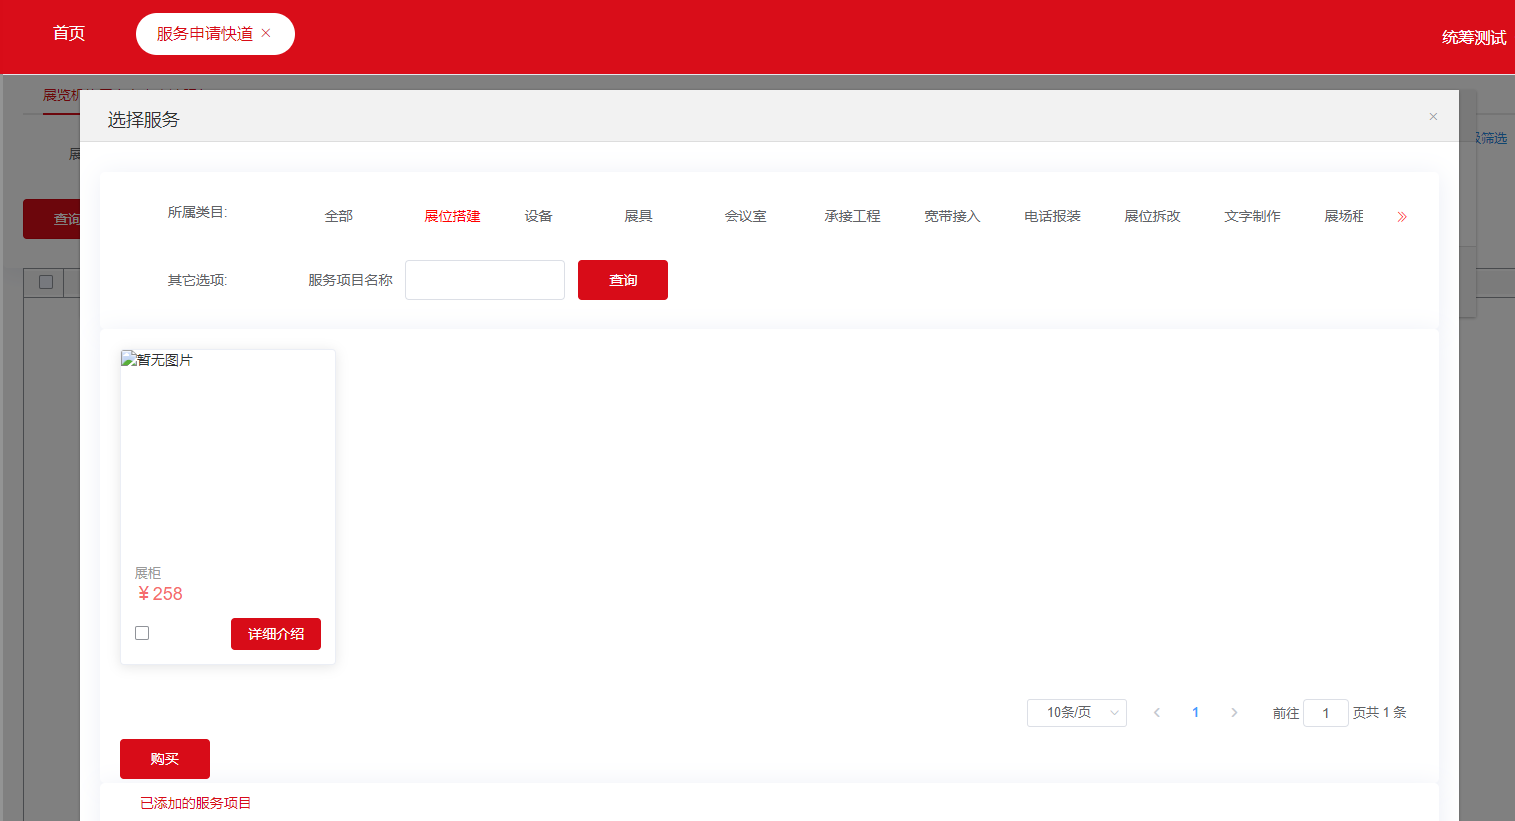 首页
服务申请快道 ×
统筹测试
选择服务
×
所属类目:
全部 展位搭建 设备 展具 会议室 承接工程 宽带接入 电话报装 展位拆改 文字制作 展场租
其它选项:
服务项目名称
查询
筛选
展
查询
暂无图片
展柜
￥258
详细介绍
10条/页
1
前往 1 页共 1 条
购买
已添加的服务项目